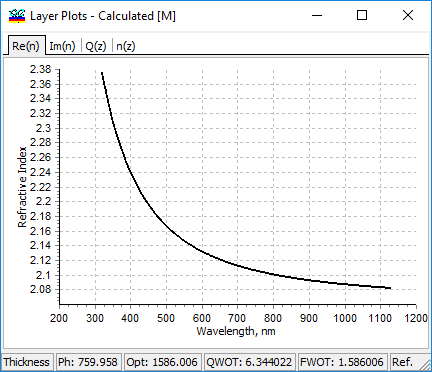 Layer Plots - Calculated [M]
Re(n) Im(n) Q(z) n(z)
2.38
2.36
2.34
2.32
2.3
2.28
2.26
2.24
2.22
2.2
2.18
2.16
2.14
2.12
2.1
2.08
Refractive Index
200 300 400 500 600 700 800 900 1000 1100 1200
Wavelength, nm
Thickness Ph: 759.958 Opt: 1586.006 QWOT: 6.344022 FWOT: 1.586006 Ref.